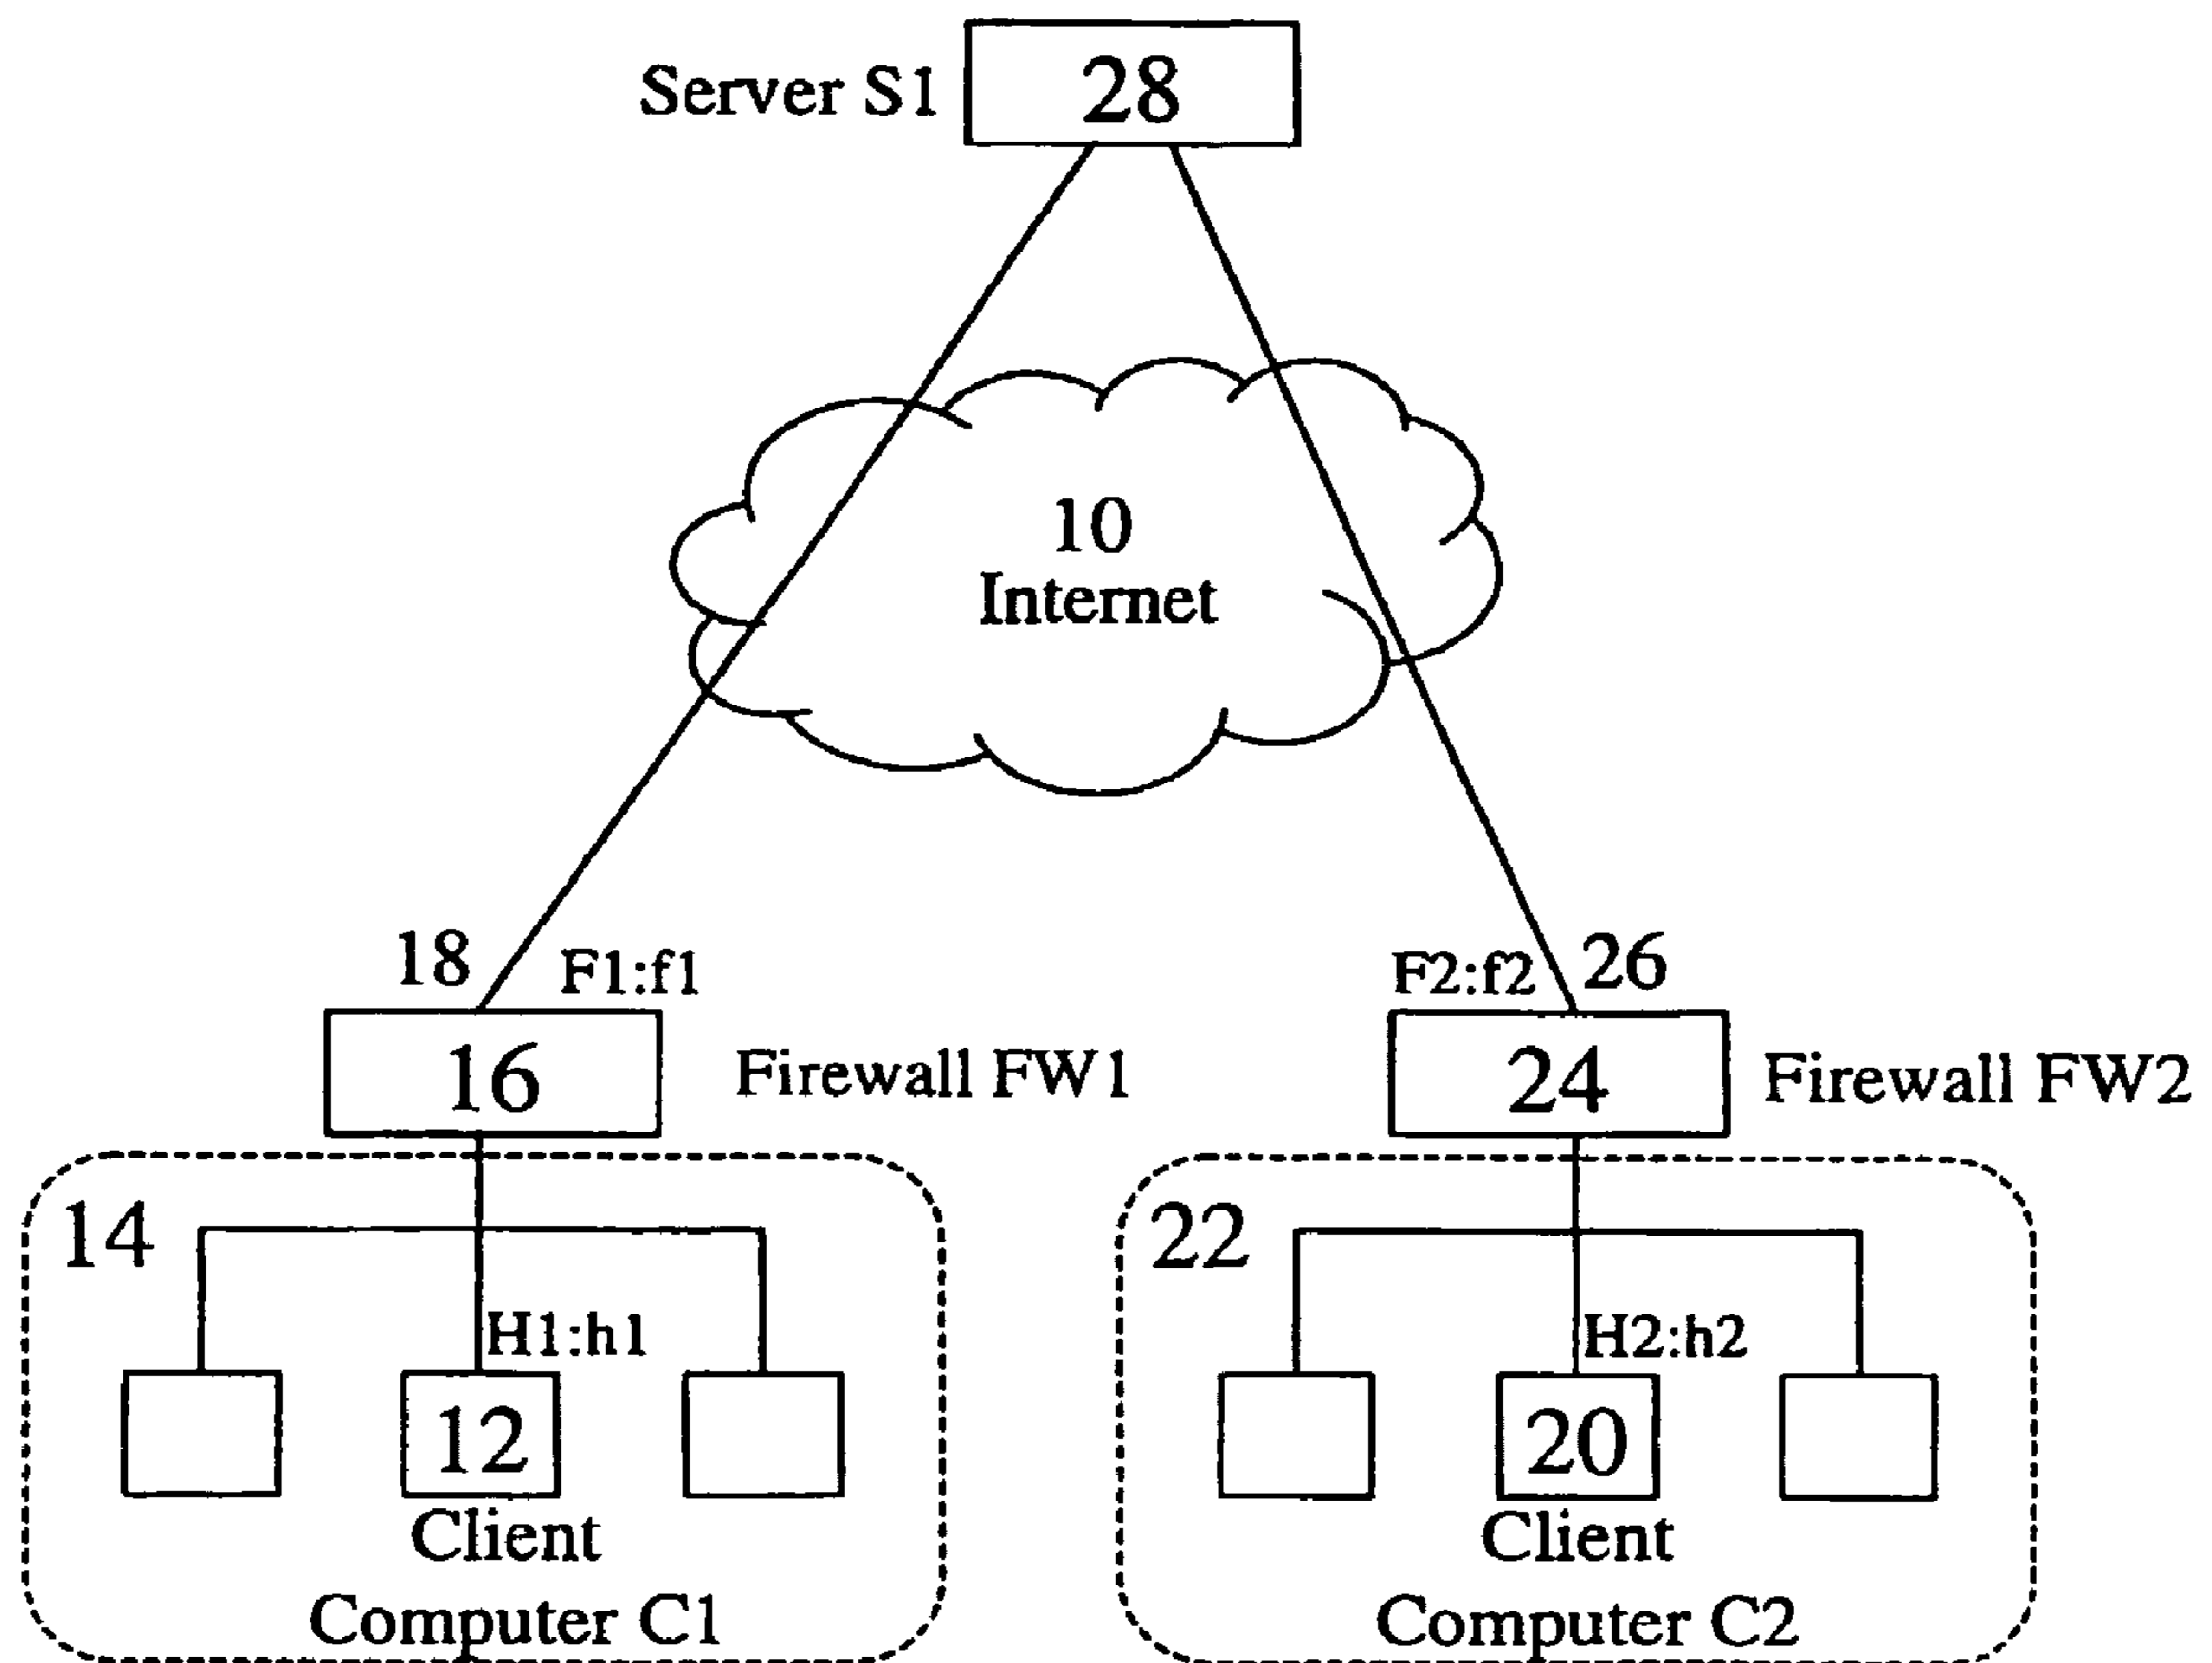 Server S1 28
10
Internet
18 F1:f1 F2:f2 26
16 Firewall FW1 24 Firewall FW2
14 22
H1:h1 H2:h2
12 20
Client Client
Computer C1 Computer C2